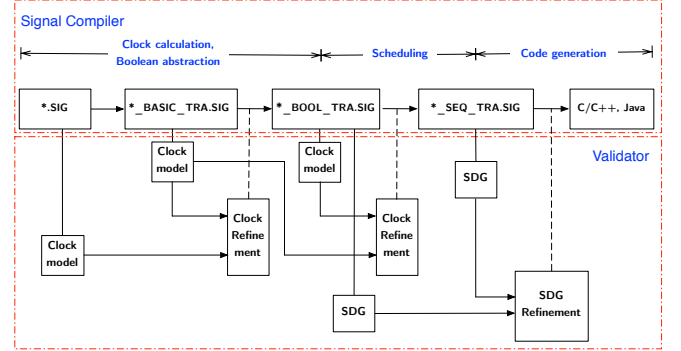 Signal Compiler
Clock calculation,
Boolean abstraction
Scheduling
Code generation
*.SIG
*_BASIC_TRA.SIG
*_BOOL_TRA.SIG
*_SEQ_TRA.SIG
C/C++, Java
Validator
Clock
model
Clock
model
SDG
Clock
Refine
ment
Clock
Refine
ment
Clock
model
SDG
SDG
Refinement